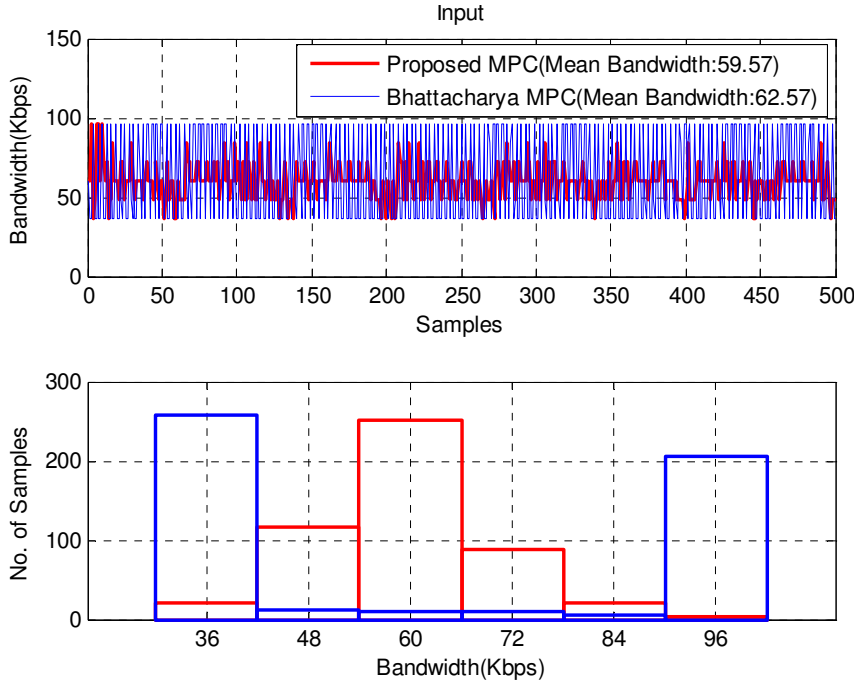 Input
Proposed MPC(Mean Bandwidth:59.57)
Bhattacharya MPC(Mean Bandwidth:62.57)
Bandwidth(Kbps)
150
100
50
0
0 50 100 150 200 250 300 350 400 450 500
Samples
No. of Samples
300
200
100
0
36 48 60 72 84 96
Bandwidth(Kbps)